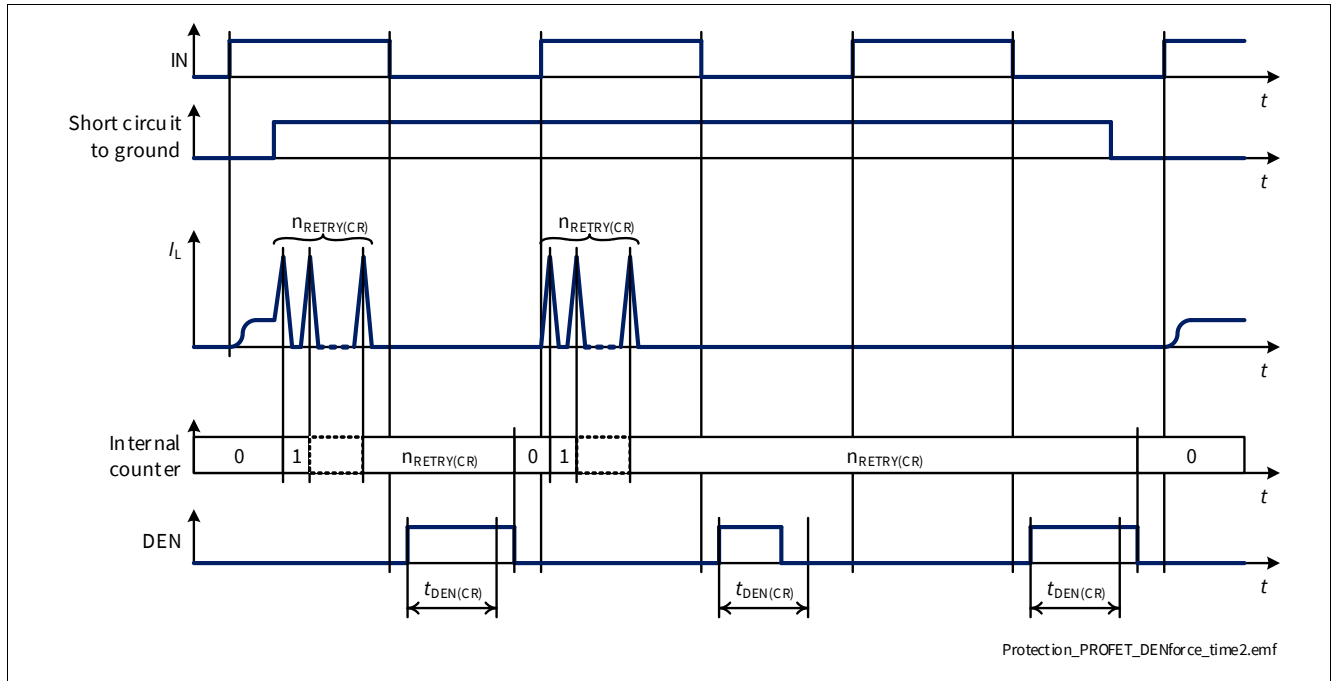 IN
t
Short circuit
to ground
t
nRETRY(CR)
nRETRY(CR)
IL
t
Internal
counter
0
1
nRETRY(CR)
0
1
nRETRY(CR)
0
t
DEN
t
tDEN(CR)
tDEN(CR)
tDEN(CR)
Protection_PROFET_DENforce_time2.emf